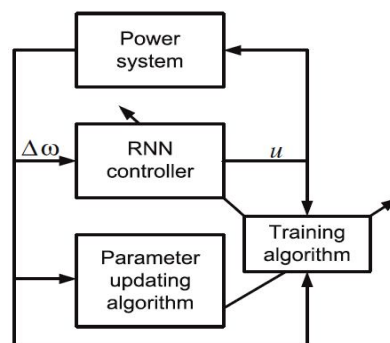 Power
system
Δω
RNN
controller
u
Training
algorithm
Parameter
updating
algorithm